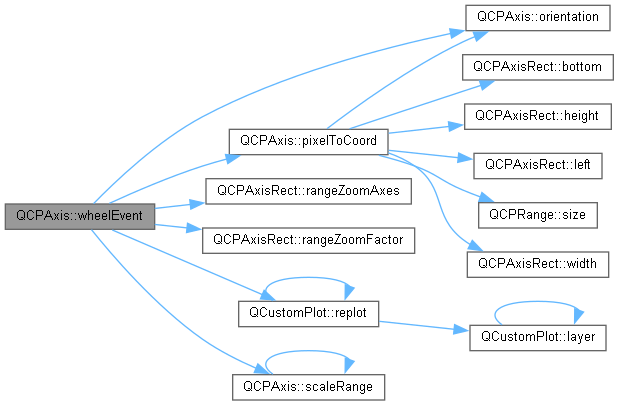 QCPAxis::orientation
QCPAxisRect::bottom
QCPAxisRect::height
QCPAxis::pixelToCoord
QCPAxisRect::left
QCPAxisRect::rangeZoomAxes
QCPRange::size
QCPAxis::wheelEvent
QCPAxisRect::rangeZoomFactor
QCPAxisRect::width
QCustomPlot::replot
QCustomPlot::layer
QCPAxis::scaleRange